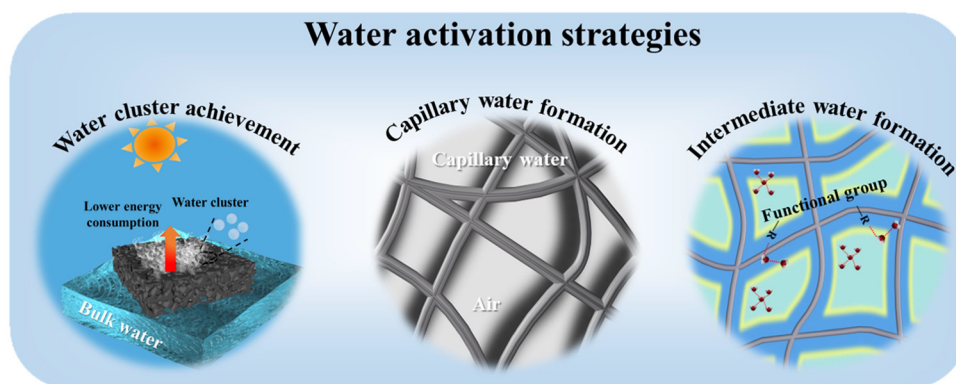 Water activation strategies
Water cluster achievement
Lower energy
consumption
Water cluster
Bulk water
Capillary water formation
Capillary water
Air
Intermediate water formation
Functional group
R
R